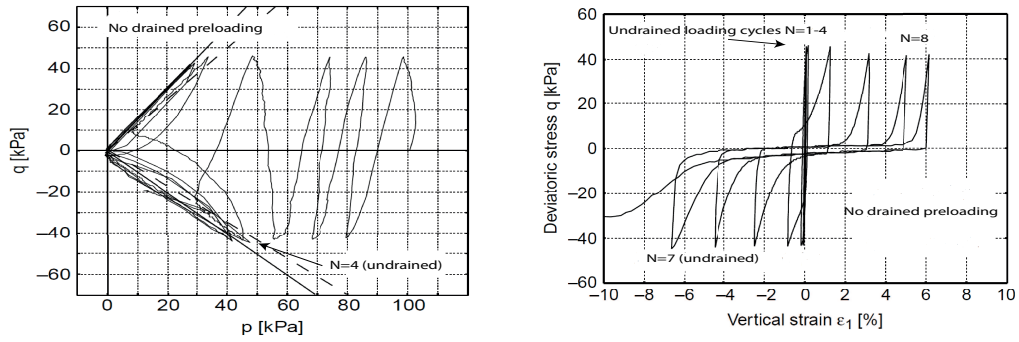 No drained preloading
60
40
20
0
–20
–40
–60
0 20 40 60 80 100
q [kPa]
p [kPa]
N=4 (undrained)
60
40
20
0
–20
–40
–60
–10 –8 –6 –4 –2 0 2 4 6 8 10
Deviatoric stress q [kPa]
Vertical strain ε1 [%]
Undrained loading cycles N=1-4
N=8
No drained preloading
N=7 (undrained)